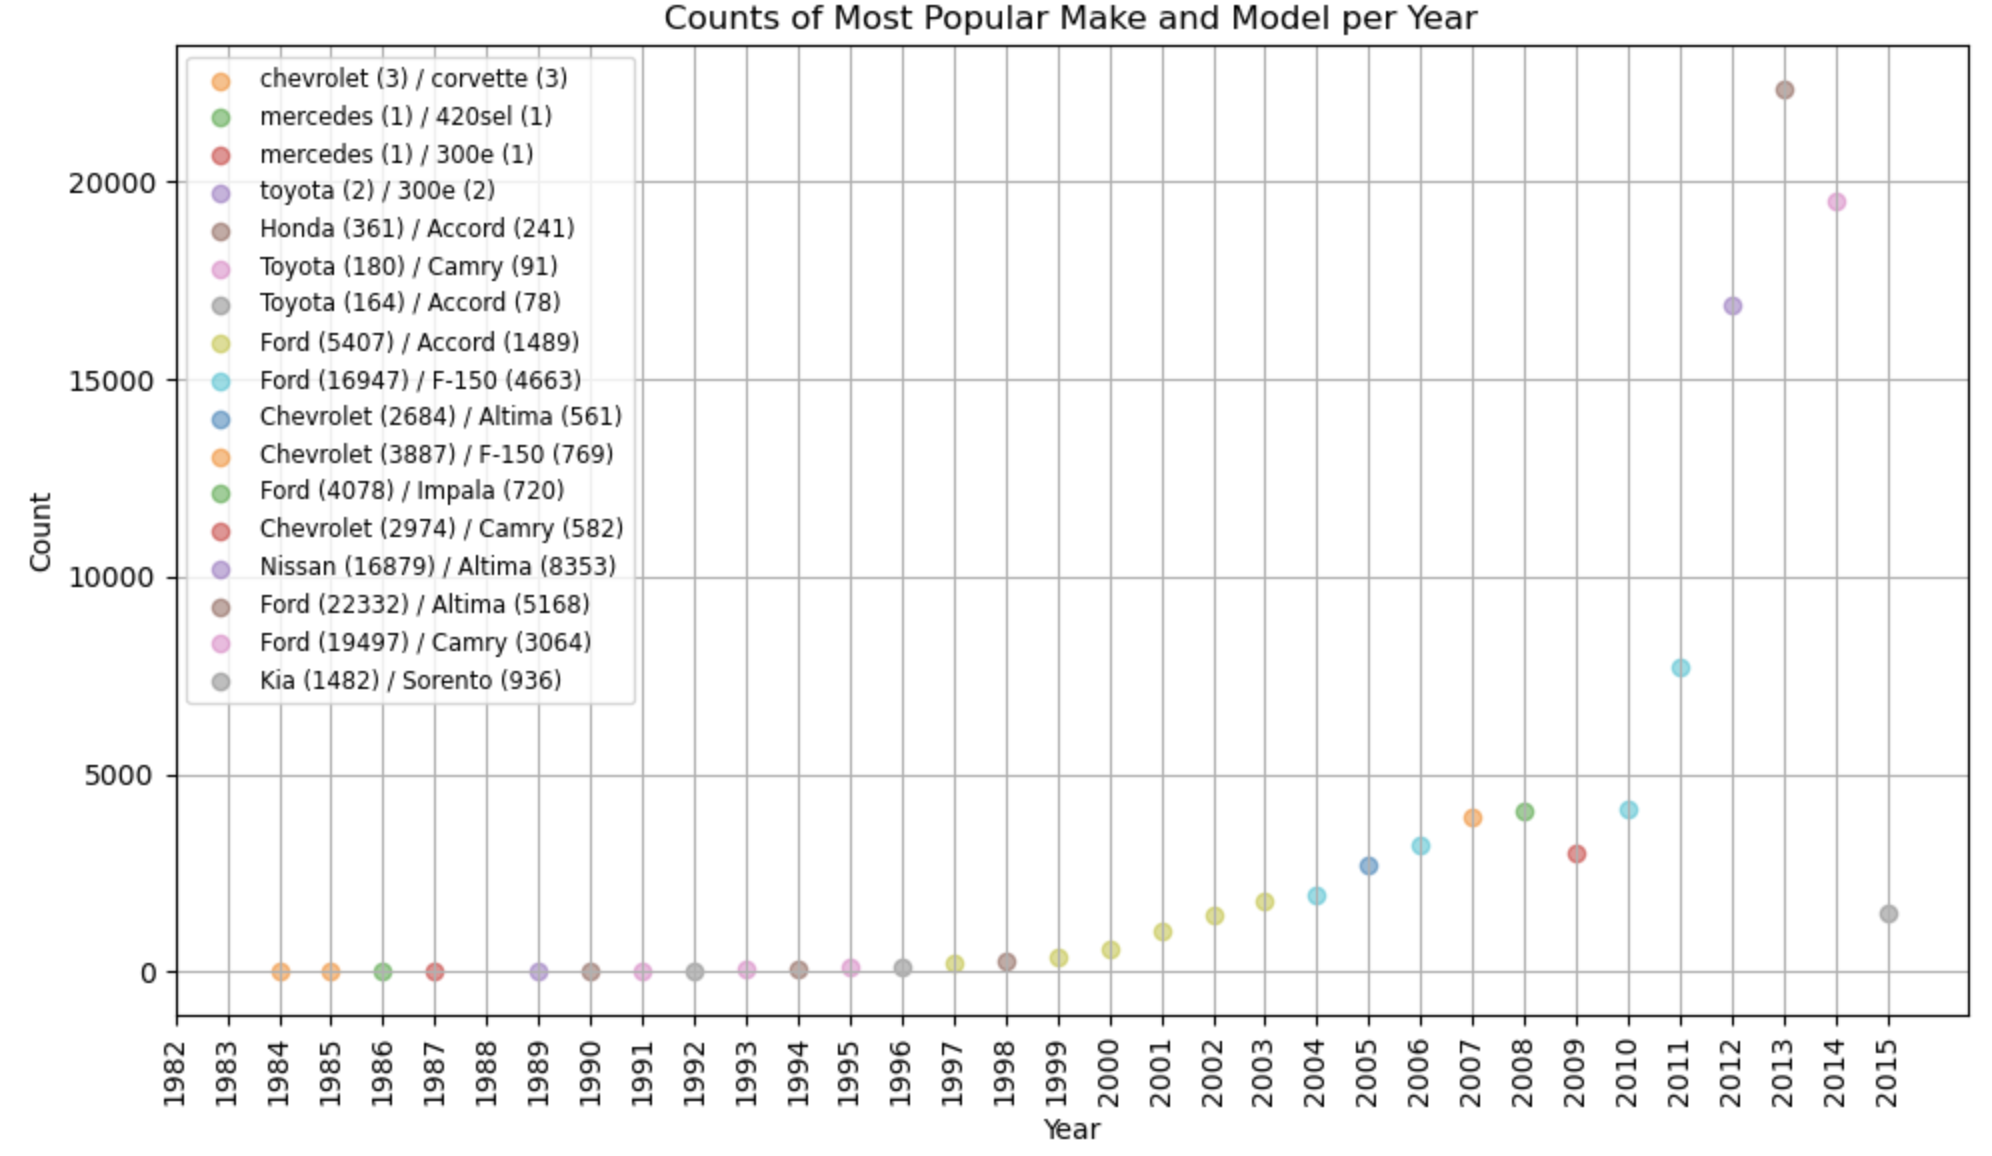 Counts of Most Popular Make and Model per Year
chevrolet (3) / corvette (3)
mercedes (1) / 420sel (1)
mercedes (1) / 300e (1)
toyota (2) / 300e (2)
Honda (361) / Accord (241)
Toyota (180) / Camry (91)
Toyota (164) / Accord (78)
Ford (5407) / Accord (1489)
Ford (16947) / F-150 (4663)
Chevrolet (2684) / Altima (561)
Chevrolet (3887) / F-150 (769)
Ford (4078) / Impala (720)
Chevrolet (2974) / Camry (582)
Nissan (16879) / Altima (8353)
Ford (22332) / Altima (5168)
Ford (19497) / Camry (3064)
Kia (1482) / Sorento (936)
Count
20000
15000
10000
5000
0
1982
1983
1984
1985
1986
1987
1988
1989
1990
1991
1992
1993
1994
1995
1996
1997
1998
1999
2000
2001
2002
2003
2004
2005
2006
2007
2008
2009
2010
2011
2012
2013
2014
2015
Year